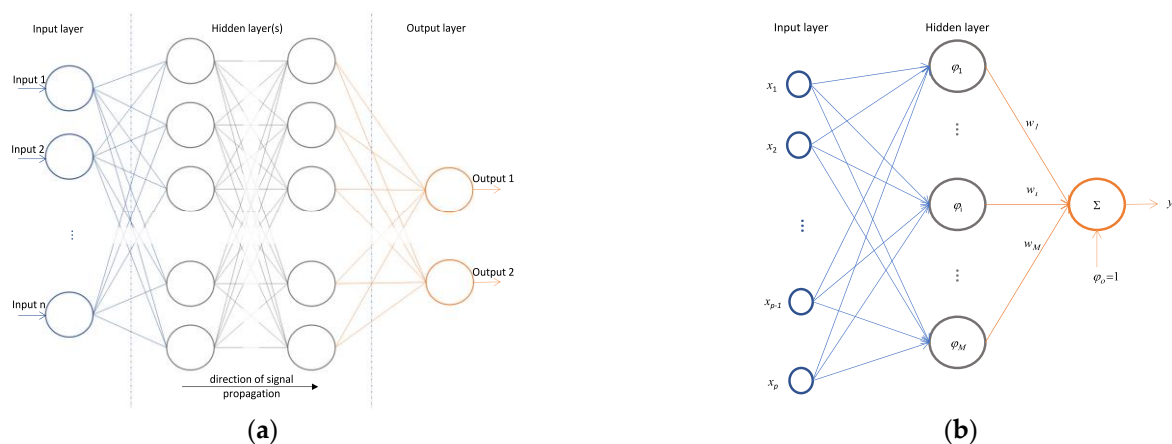 Input layer
Hidden layer(s)
Output layer
Input 1
Input 2
⋮
Input n
Output 1
Output 2
direction of signal
propagation
(a)
Input layer
Hidden layer
x1
x2
⋮
xp-1
xp
φ1
⋮
φi
⋮
φM
w1
wi
wM
Σ
y
φo=1
(b)